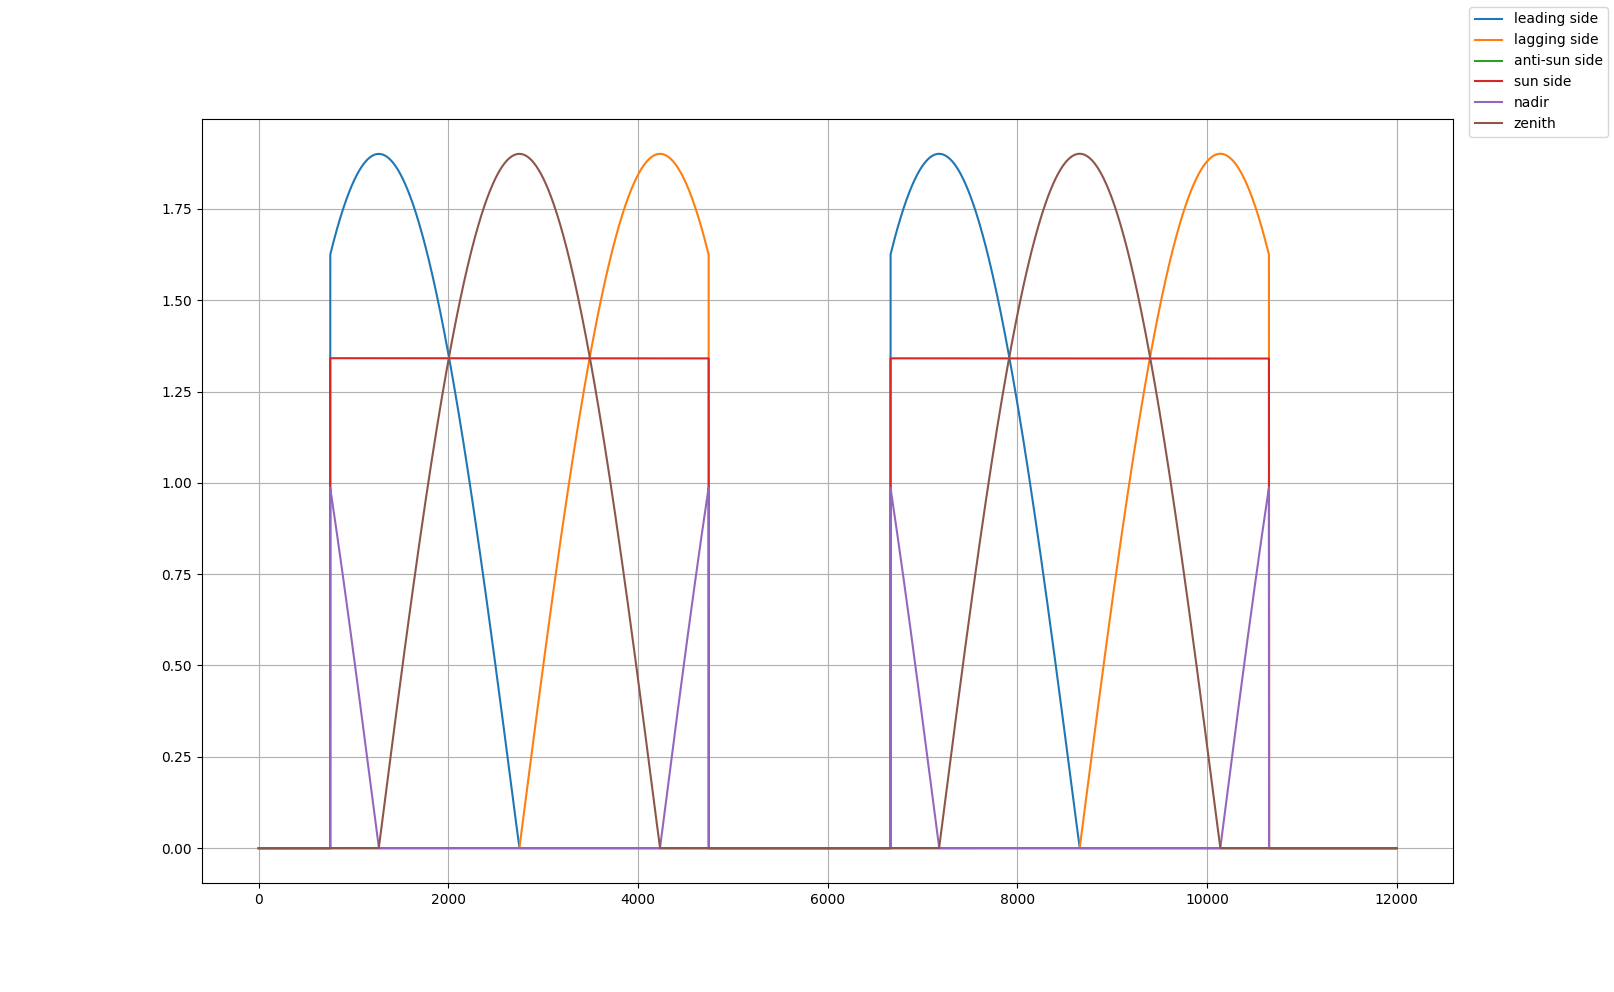 leading side
lagging side
anti-sun side
sun side
nadir
zenith
1.75
1.50
1.25
1.00
0.75
0.50
0.25
0.00
0 2000 4000 6000 8000 10000 12000